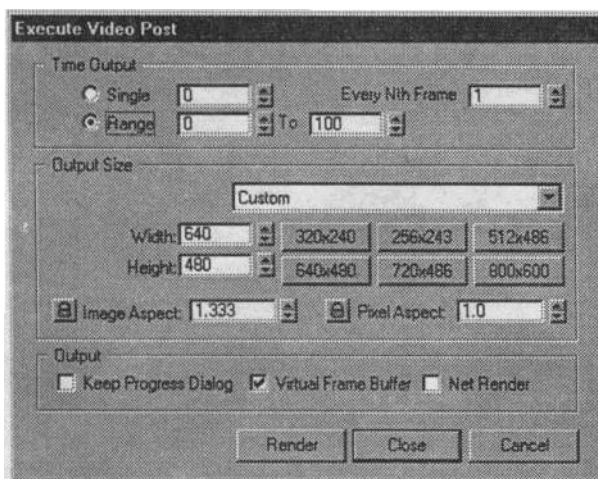 Execute Video Post
Time Output
Single 0 Every Nth Frame 1
Range 0 To 100
Output Size
Custom
Width: 640 320x240 256x243 512x486
Height: 480 640x480 720x486 800x600
Image Aspect: 1.333 Pixel Aspect: 1.0
Output
Keep Progress Dialog Virtual Frame Buffer Net Render
Render Close Cancel